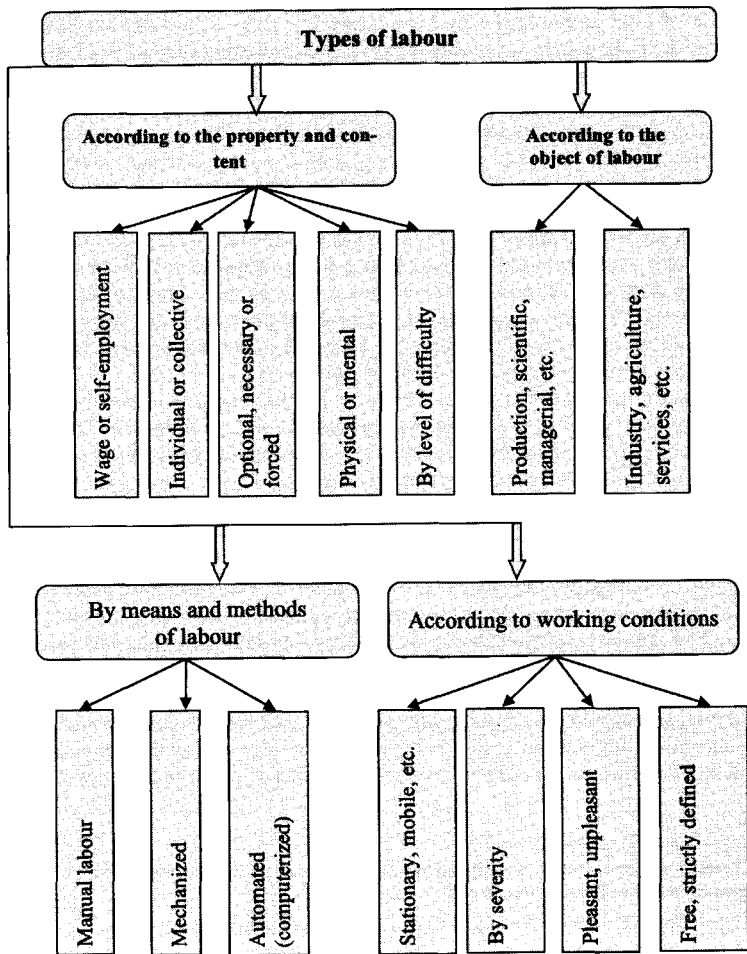 Types of labour
According to the property and con-
tent
According to the
object of labour
Wage or self-employment
Individual or collective
Optional, necessary or
forced
Physical or mental
By level of difficulty
Production, scientific,
managerial, etc.
Industry, agriculture,
services, etc.
By means and methods
of labour
According to working conditions
Manual labour
Mechanized
Automated
(computerized)
Stationary, mobile, etc.
By severity
Pleasant, unpleasant
Free, strictly defined